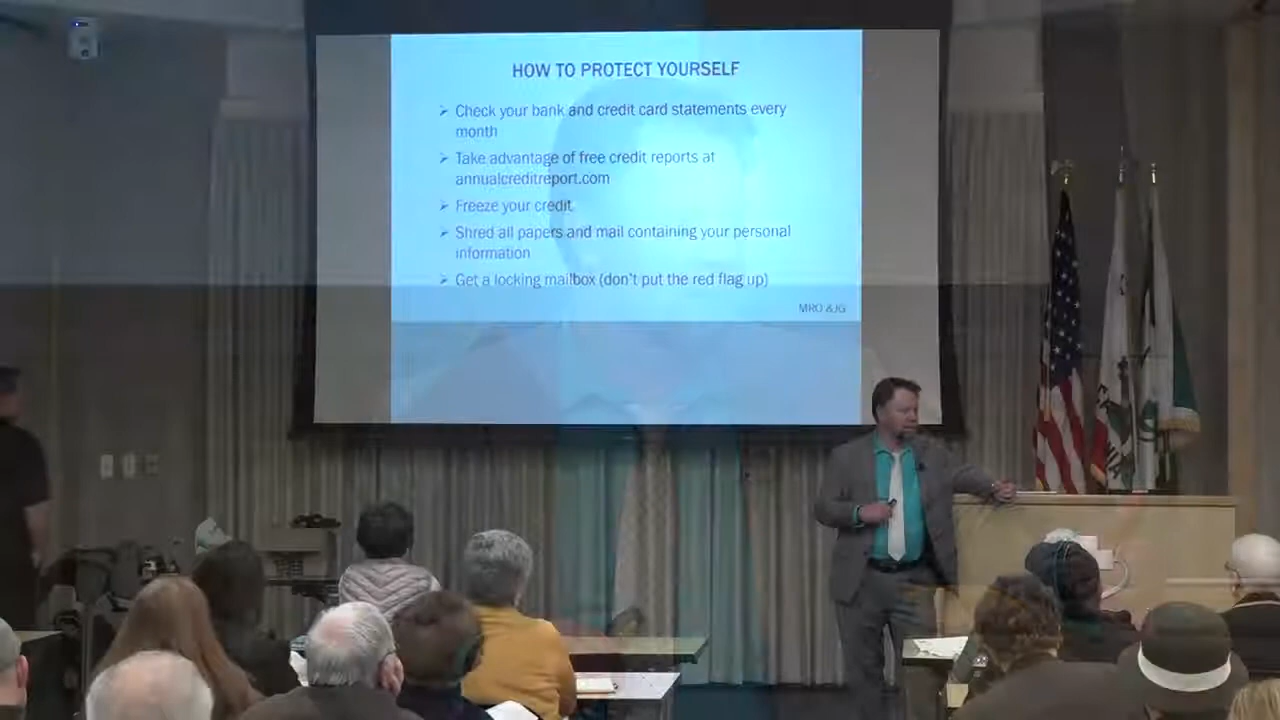 HOW TO PROTECT YOURSELF
➢ Check your bank and credit card statements every
month
➢ Take advantage of free credit reports at
annualcreditreport.com
➢ Freeze your credit
➢ Shred all papers and mail containing your personal
information
➢ Get a locking mailbox (don't put the red flag up)
MRO &JG